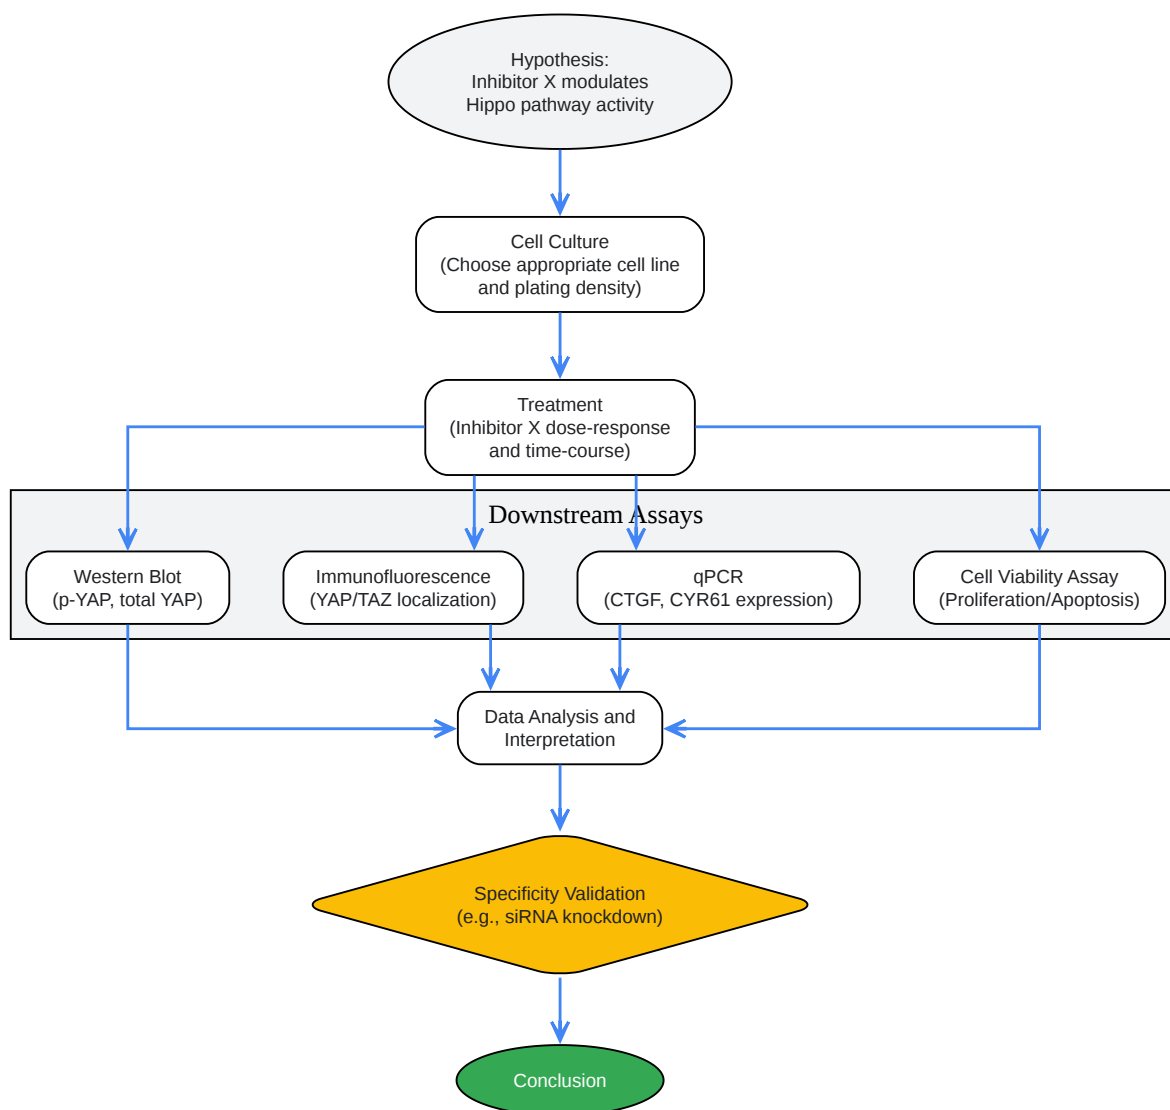 Hypothesis:
Inhibitor X modulates
Hippo pathway activity
Cell Culture
(Choose appropriate cell line
and plating density)
Treatment
(Inhibitor X dose-response
and time-course)
Downstream Assays
Western Blot
(p-YAP, total YAP)
Immunofluorescence
(YAP/TAZ localization)
qPCR
(CTGF, CYR61 expression)
Cell Viability Assay
(Proliferation/Apoptosis)
Data Analysis and
Interpretation
Specificity Validation
(e.g., siRNA knockdown)
Conclusion